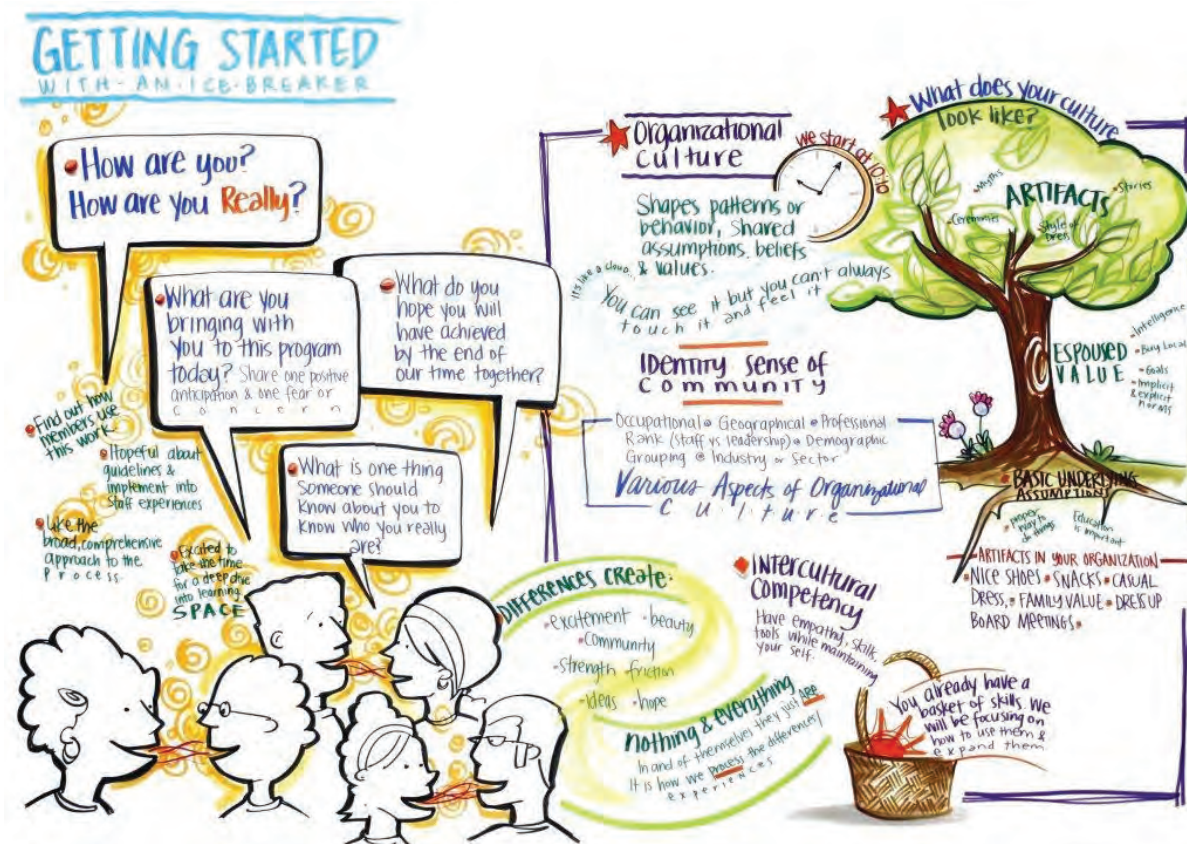 GETTING STARTED
WITH-AN-ICE-BREAKER
How are you?
How are you Really?
What are you
bringing with
you to this program
today? Share one positive
anticipation & one fear or
concern
What do you
hope you will
have achieved
by the end of
our time together?
What is one thing
Someone should
know about you to
know who you really
are?
Find out how
members use
this work.
Hopeful about
guidelines &
implement into
Staff experiences
Like the
broad, comprehensive
approach to the
Process.
Excited to
take the time
for a deep dive
into learning
SPACE
Organizational
Culture
we start at 10:10
Shapes patterns or
behavior, Shared
assumptions, beliefs
& values.
It's like a cloud.
You can see it but you can't always
touch it and feel it
IDENTITY SENSE OF
COMMUNITY
Occupational • Geographical • Professional
Rank (Staff vs leadership) • Demographic
Grouping • Industry or Sector
Various Aspects of Organizational
Culture
What does your culture
look like?
ARTIFACTS
Myths
Stories
Ceremonies
Style of
Dress
ESPOUSED
VALUE
Intelligence
Buy Local
Goals
Implicit
& explicit
Norms
BASIC UNDERLYING
ASSUMPTIONS
Proper
way to
do things
Education
is important
ARTIFACTS IN YOUR ORGANIZATION
• NICE SHOES • SNACKS • CASUAL
DRESS, • FAMILY VALUE • DRESS UP
BOARD MEETINGS •
DIFFERENCES CREATE:
• excitement • beauty
• community
• strength friction
• ideas • hope
Nothing & everything
In and of themselves they just ARE
It is how we process the differences/
experiences
INTERCULTURAL
Competency
Have empathy, skills,
tools while maintaining
your self.
You already have a
basket of skills. We
will be focusing on
how to use them &
expand them